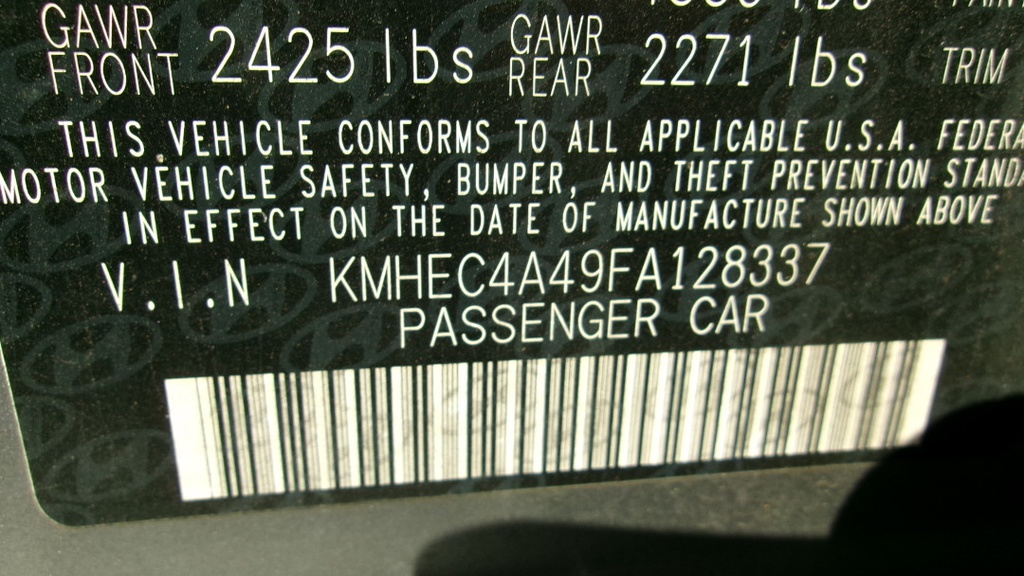 GAWR FRONT 2425 lbs GAWR REAR 2271 lbs TRIM
THIS VEHICLE CONFORMS TO ALL APPLICABLE U.S.A. FEDERA
MOTOR VEHICLE SAFETY, BUMPER, AND THEFT PREVENTION STANDA
IN EFFECT ON THE DATE OF MANUFACTURE SHOWN ABOVE
V.I.N KMHEC4A49FA128337
PASSENGER CAR